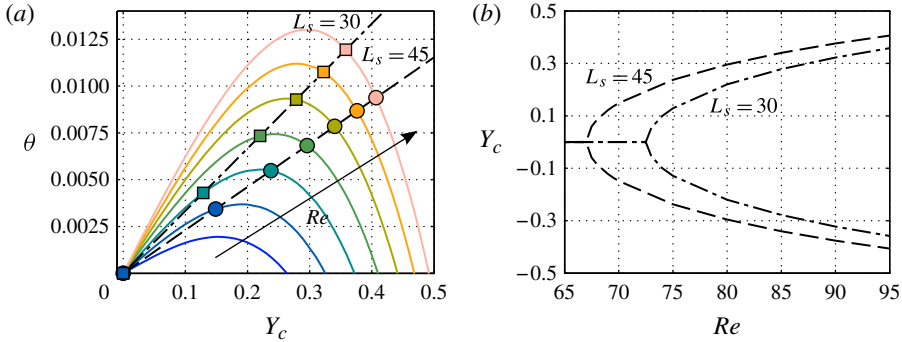 (a)
θ
0.0125
0.0100
0.0075
0.0050
0.0025
0
0.1
0.2
0.3
0.4
0.5
Y_c
L_s = 30
L_s = 45
Re
(b)
Y_c
0.5
0.3
0.1
−0.1
−0.3
−0.5
65
70
75
80
85
90
95
Re
L_s = 45
L_s = 30